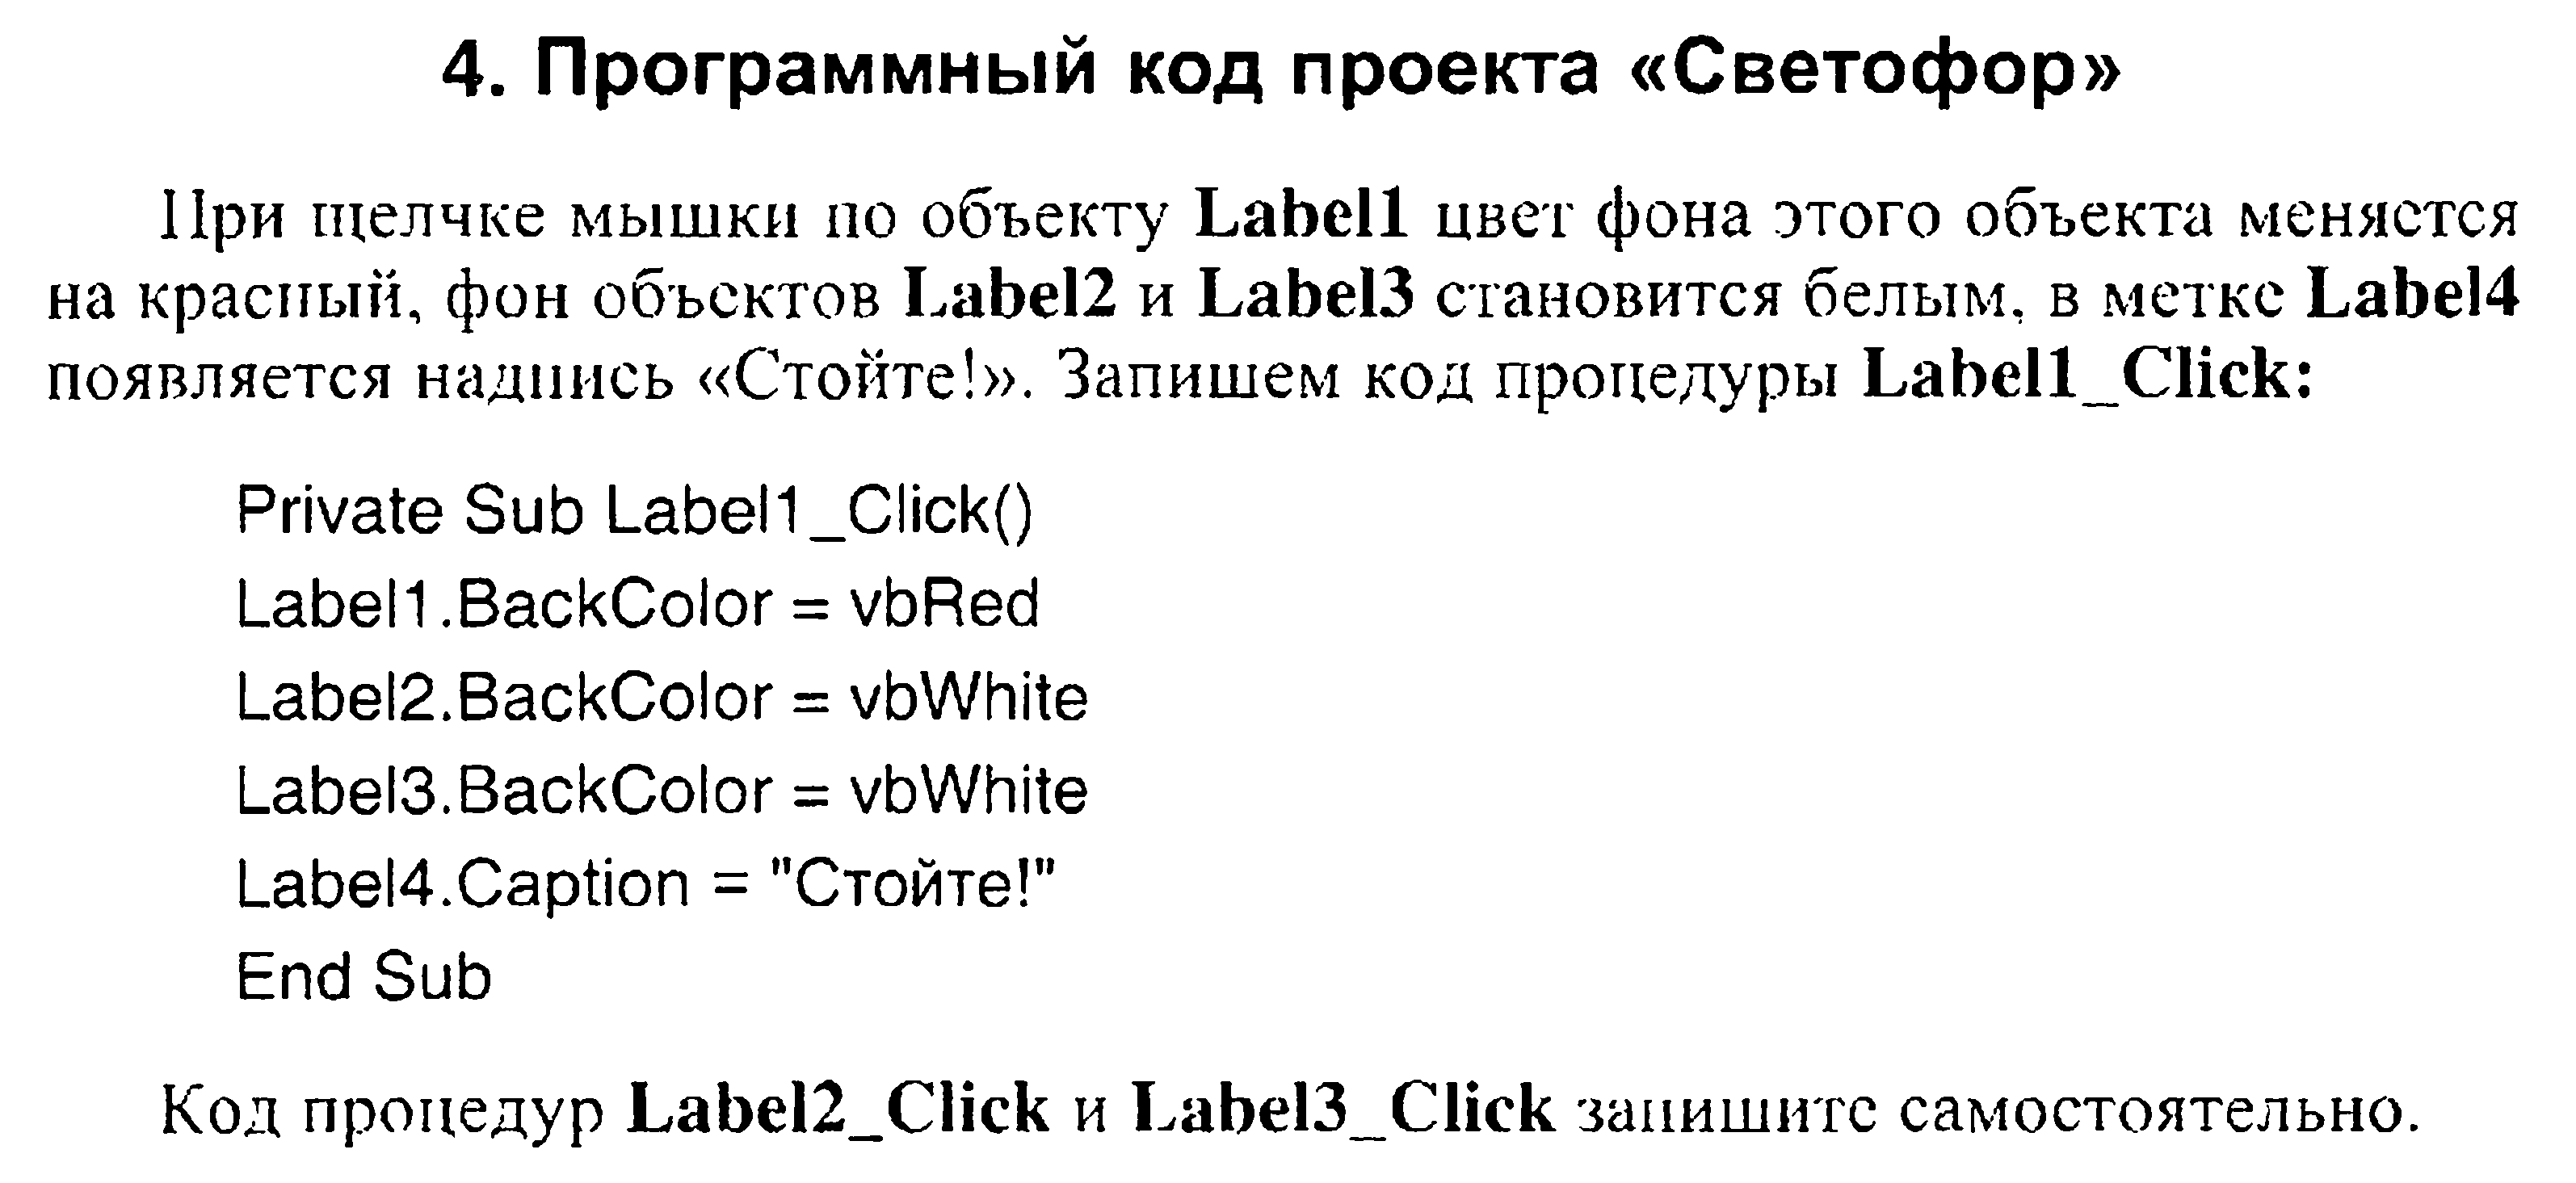 4. Программный код проекта «Светофор»
При щелчке мышки по объекту Label1 цвет фона этого объекта меняется
на красный, фон объектов Label2 и Label3 становится белым, в метке Label4
появляется надпись «Стойте!». Запишем код процедуры Label1_Click:
Private Sub Label1_Click()
Label1.BackColor = vbRed
Label2.BackColor = vbWhite
Label3.BackColor = vbWhite
Label4.Caption = "Стойте!"
End Sub
Код процедур Label2_Click и Label3_Click запишите самостоятельно.